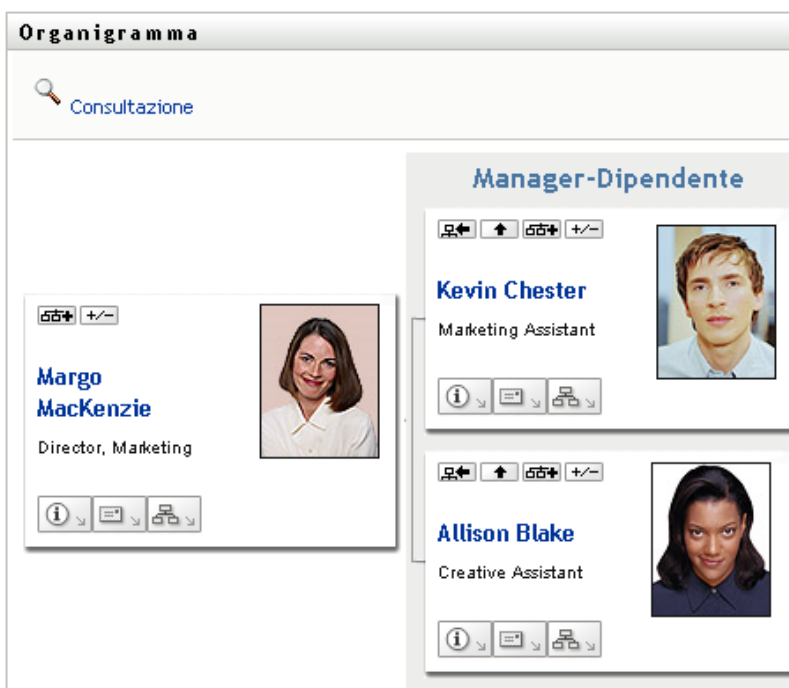 Organigramma
Consultazione
Manager-Dipendente
+/-
Kevin Chester
Marketing Assistant
+/-
Margo
MacKenzie
Director, Marketing
+/-
Allison Blake
Creative Assistant